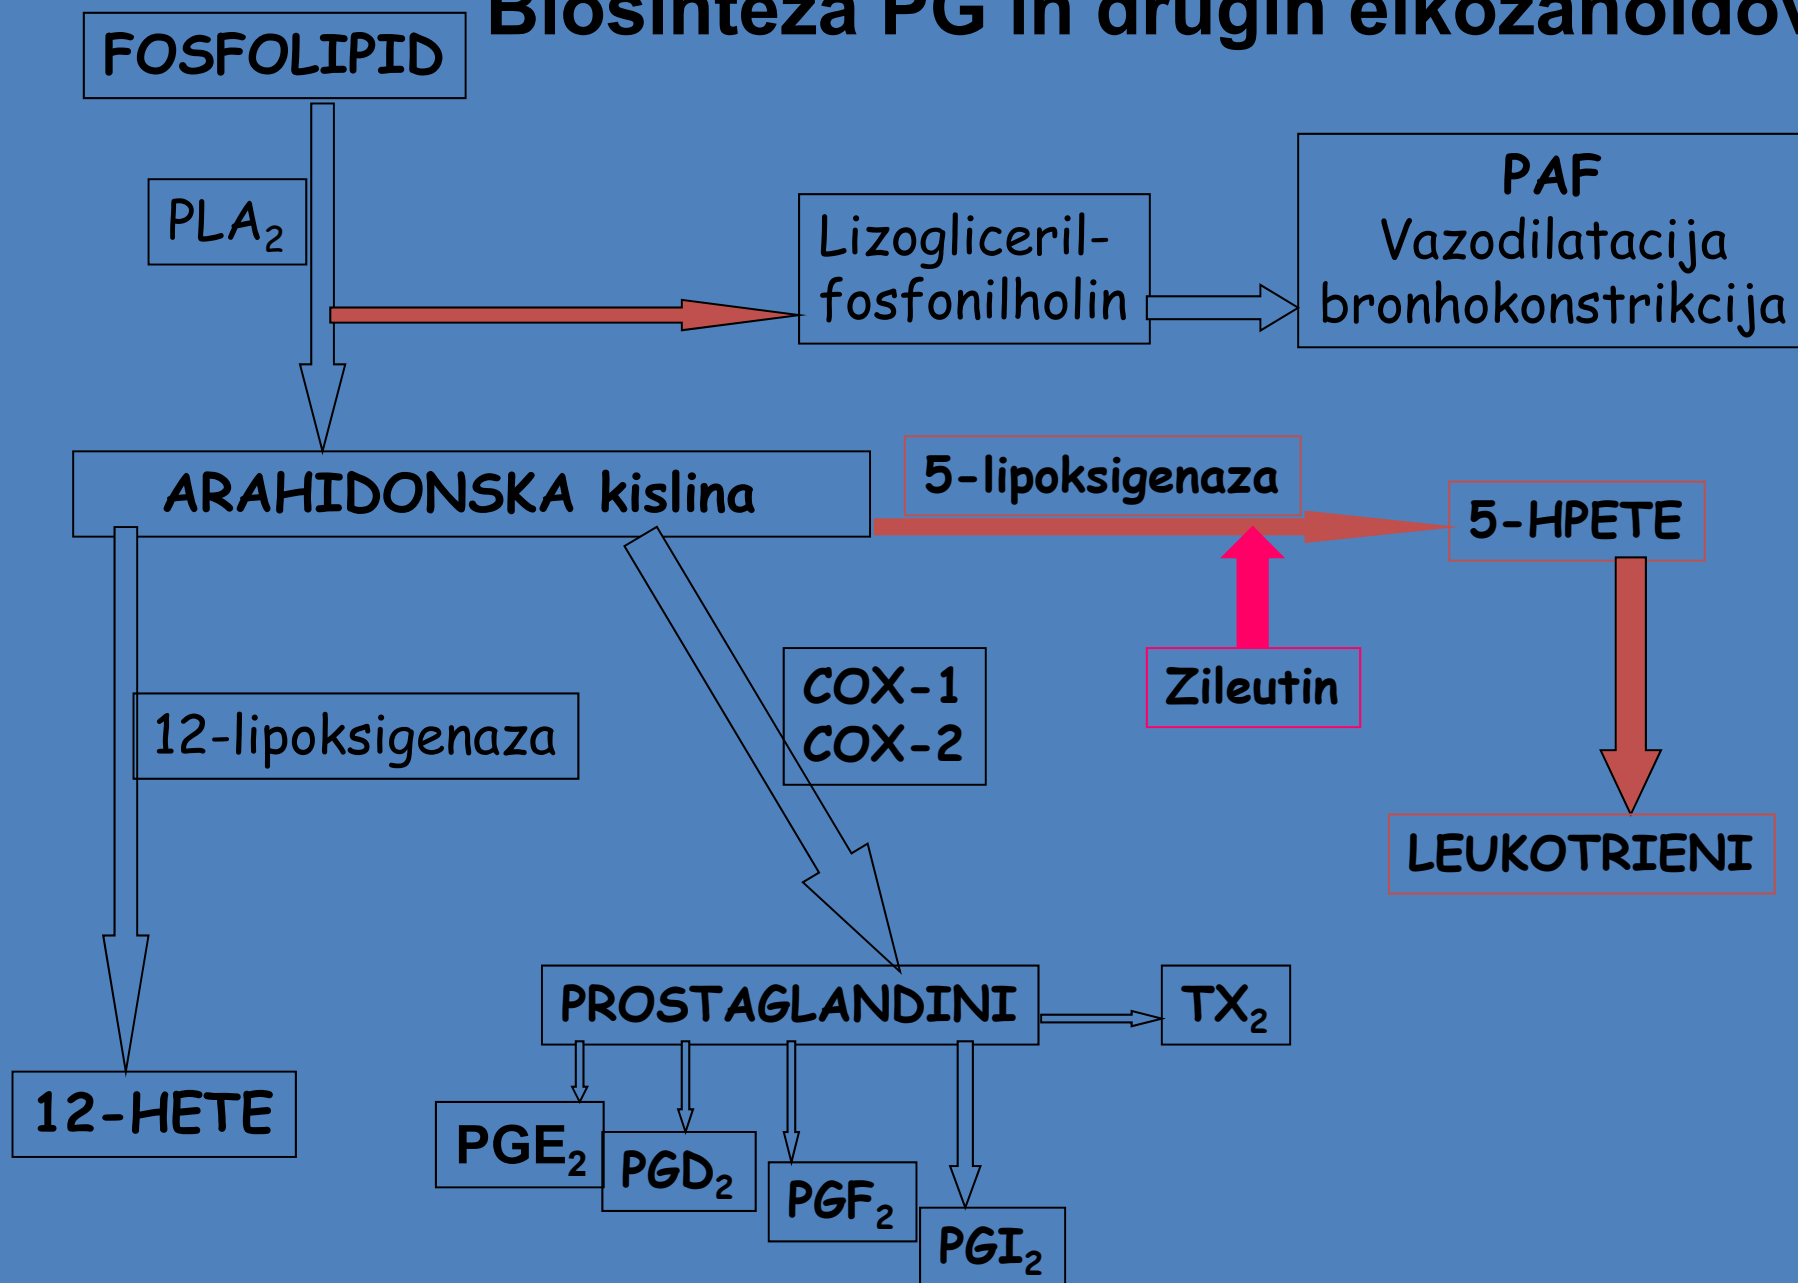 Biosinteza PG in drugih eikozanoidov
FOSFOLIPID
PLA₂
Lizogliceril-
fosfonilholin
PAF
Vazodilatacija
bronhokonstrikcija
ARAHIDONSKA kislina
5-lipoksigenaza
5-HPETE
12-lipoksigenaza
COX-1
COX-2
Zileutin
LEUKOTRIENI
PROSTAGLANDINI
TX₂
12-HETE
PGE₂
PGD₂
PGF₂
PGI₂